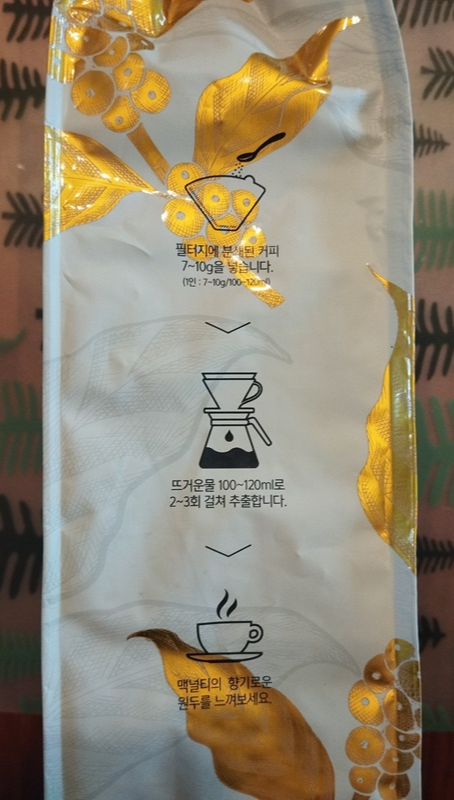 필터지에 분쇄된 커피
7~10g을 넣습니다.
(1인 : 7~10g/100~120ml)
뜨거운물 100~120ml로
2~3회 걸쳐 추출합니다.
맥널티의 향기로운
원두를 느껴보세요.